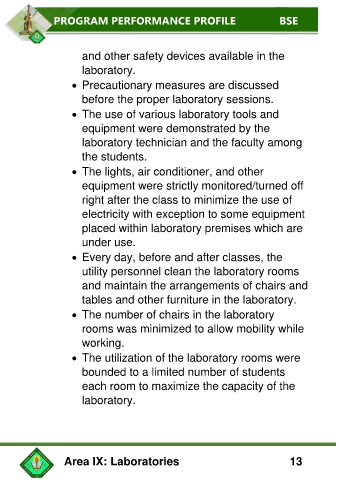 PROGRAM PERFORMANCE PROFILE BSE
and other safety devices available in the
laboratory.
• Precautionary measures are discussed
before the proper laboratory sessions.
• The use of various laboratory tools and
equipment were demonstrated by the
laboratory technician and the faculty among
the students.
• The lights, air conditioner, and other
equipment were strictly monitored/turned off
right after the class to minimize the use of
electricity with exception to some equipment
placed within laboratory premises which are
under use.
• Every day, before and after classes, the
utility personnel clean the laboratory rooms
and maintain the arrangements of chairs and
tables and other furniture in the laboratory.
• The number of chairs in the laboratory
rooms was minimized to allow mobility while
working.
• The utilization of the laboratory rooms were
bounded to a limited number of students
each room to maximize the capacity of the
laboratory.
Area IX: Laboratories 13